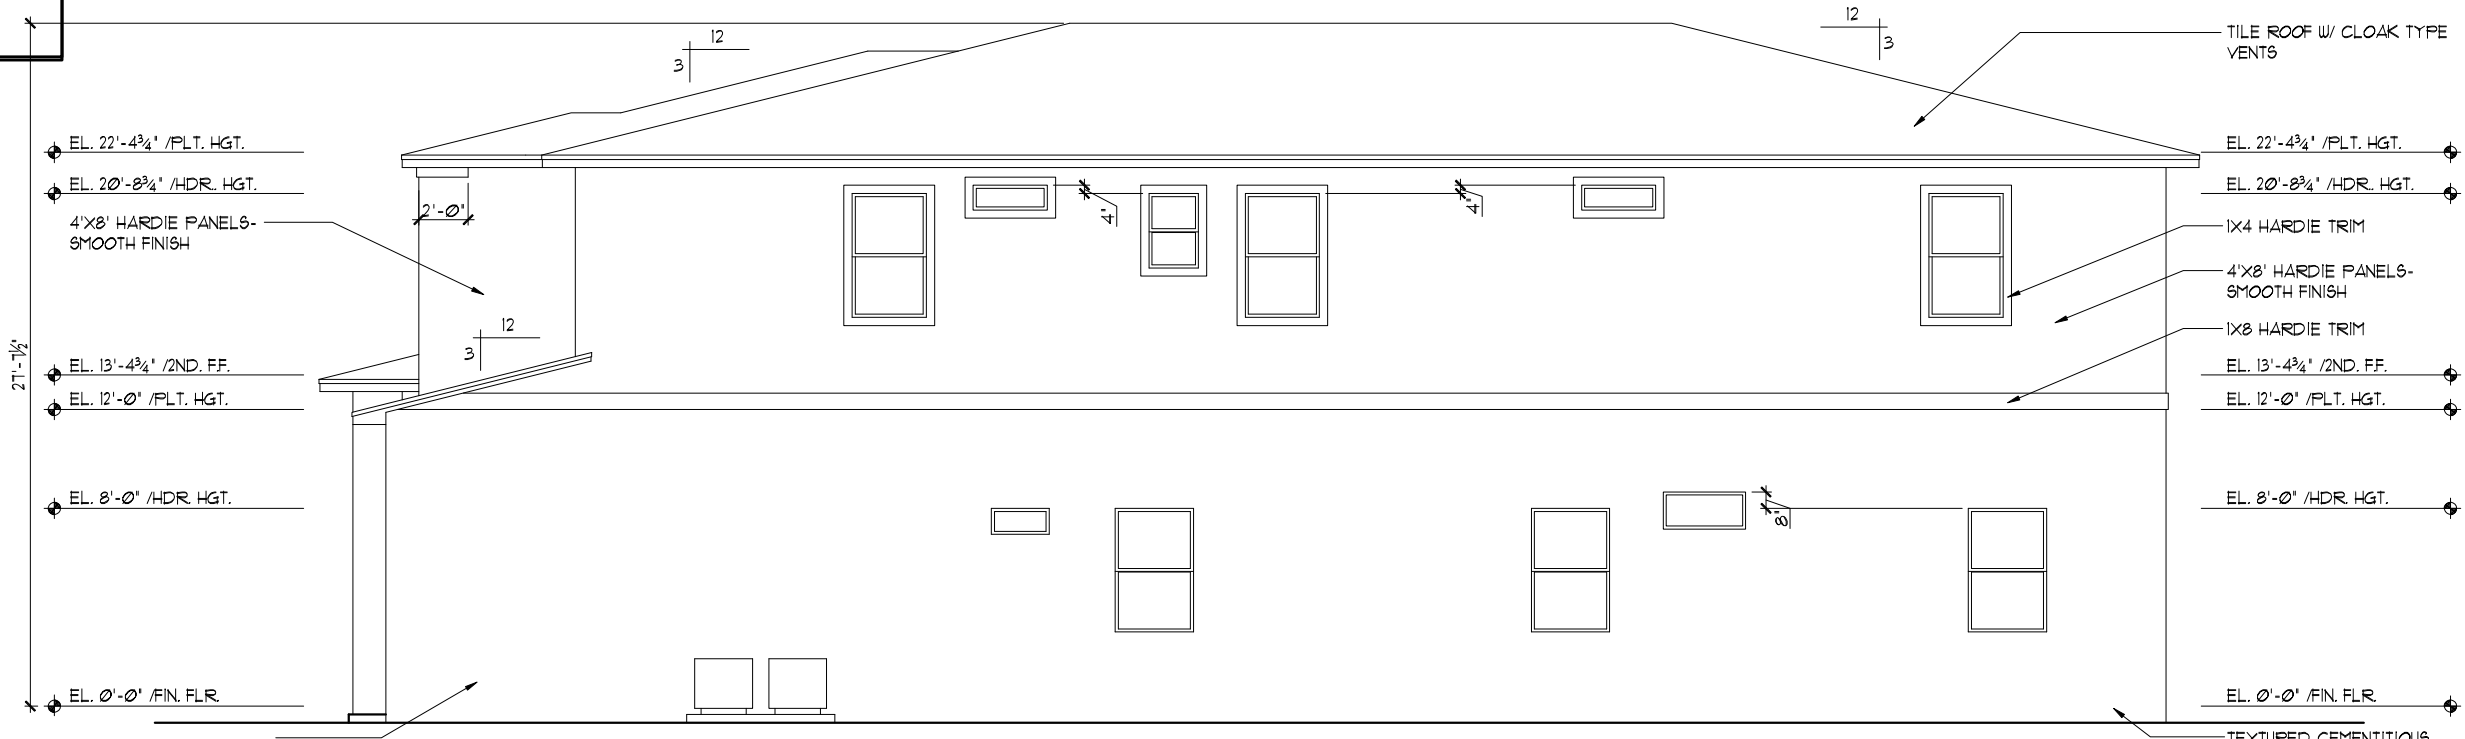 12
3
12
3
TILE ROOF W/ CLOAK TYPE
VENTS
EL. 22'-4¾" /PLT. HGT.
EL. 22'-4¾" /PLT. HGT.
EL. 20'-8¾" /HDR. HGT.
EL. 20'-8¾" /HDR. HGT.
2'-0"
4"
4"
4'X8' HARDIE PANELS-
SMOOTH FINISH
1X4 HARDIE TRIM
4'X8' HARDIE PANELS-
SMOOTH FINISH
12
3
1X8 HARDIE TRIM
27'-7½"
EL. 13'-4¾" /2ND. F.F.
EL. 13'-4¾" /2ND. F.F.
EL. 12'-0" /PLT. HGT.
EL. 12'-0" /PLT. HGT.
EL. 8'-0" /HDR. HGT.
8"
EL. 8'-0" /HDR. HGT.
EL. 0'-0" /FIN. FLR.
EL. 0'-0" /FIN. FLR.
TEXTURED CEMENTITIOUS